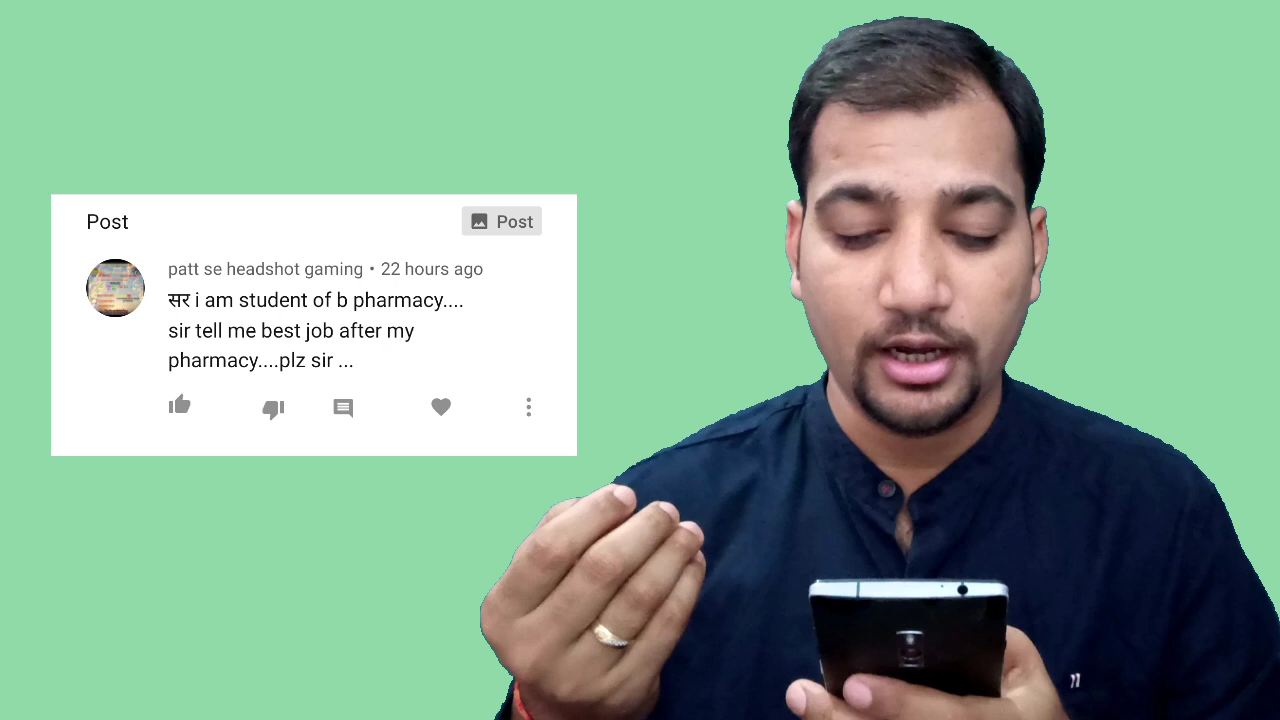 Post
Post
patt se headshot gaming • 22 hours ago
सर i am student of b pharmacy....
sir tell me best job after my
pharmacy....plz sir ...